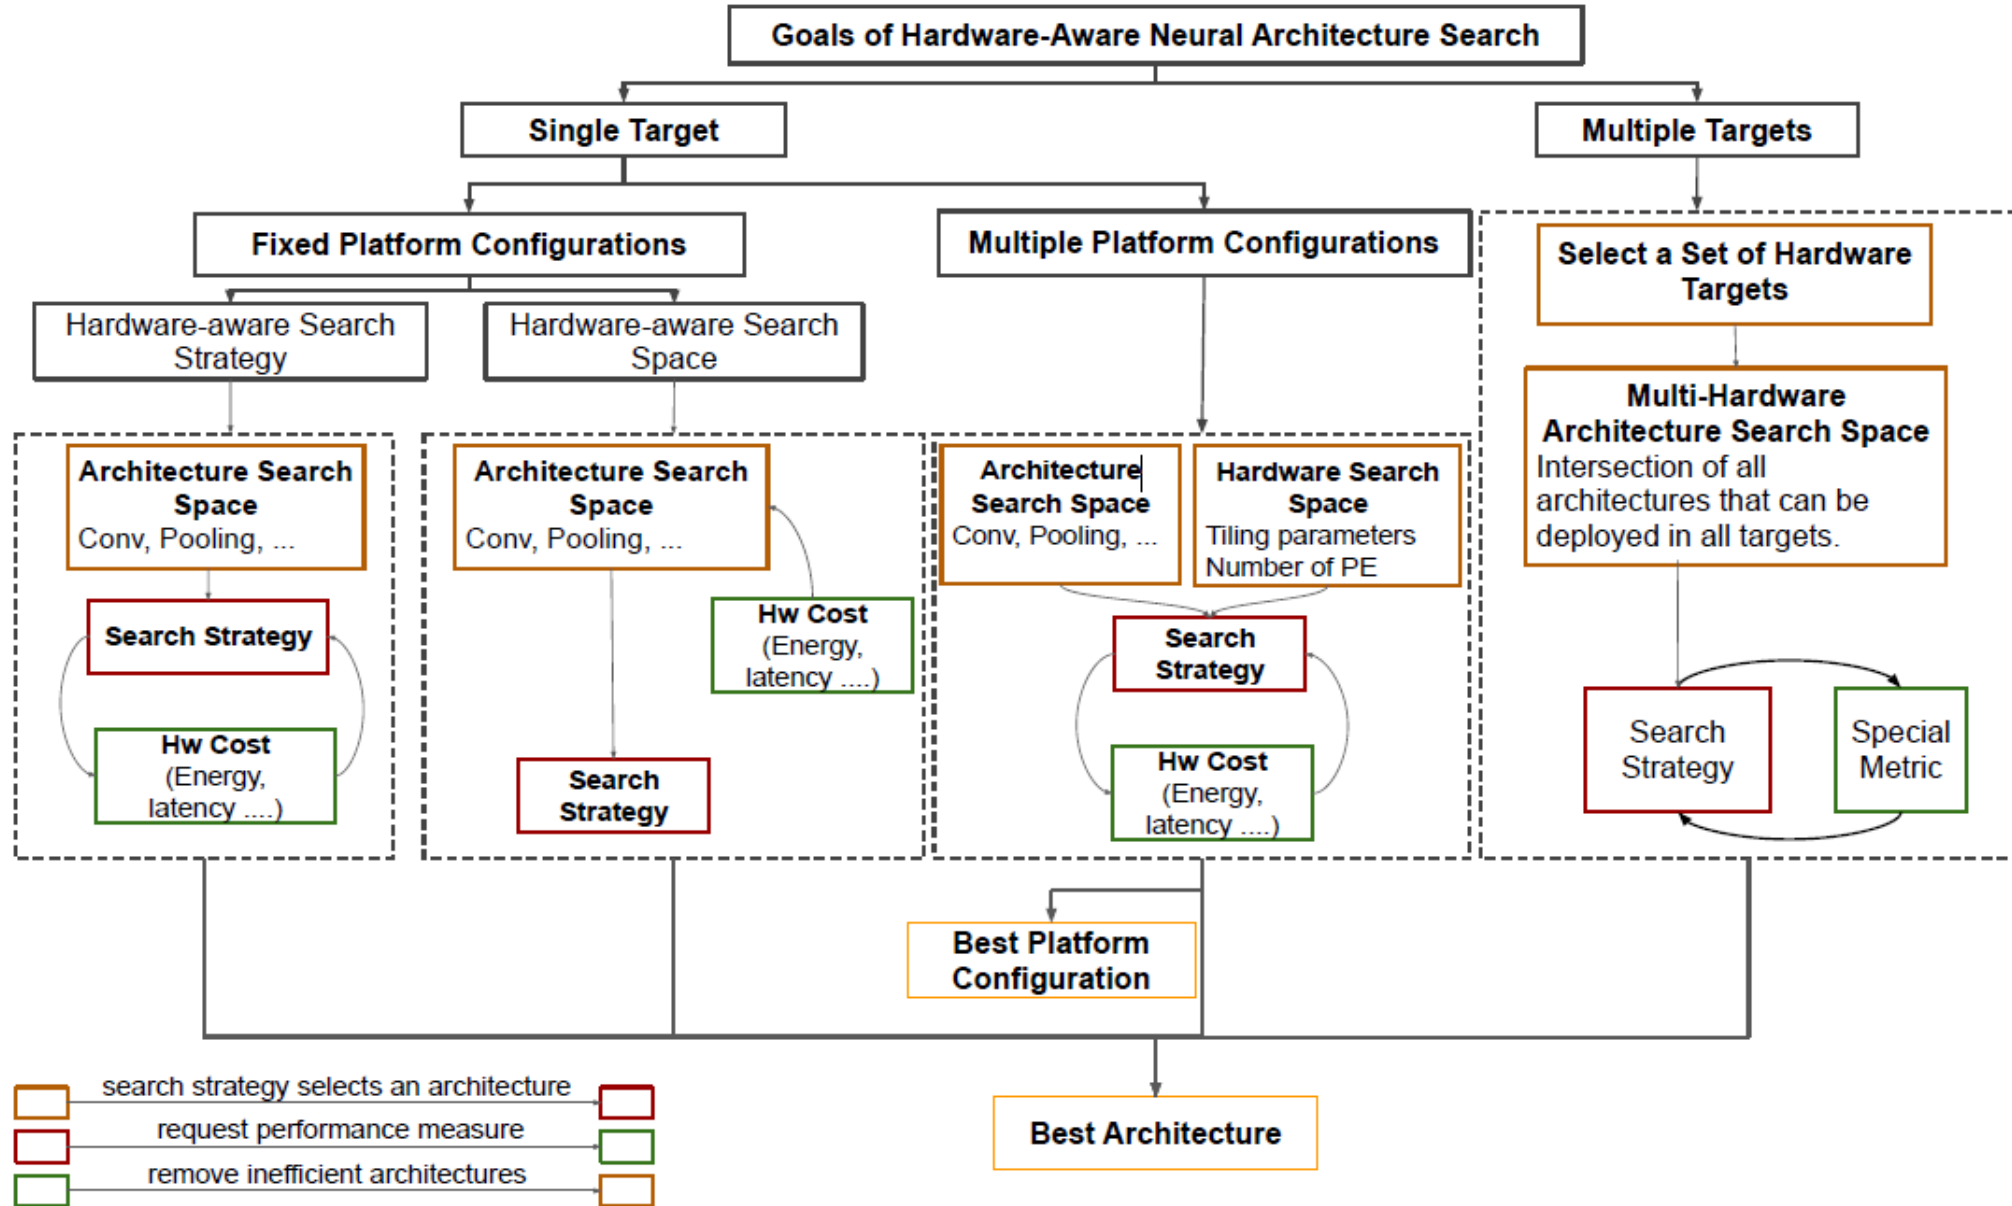 Goals of Hardware-Aware Neural Architecture Search
Single Target
Multiple Targets
Fixed Platform Configurations
Multiple Platform Configurations
Select a Set of Hardware
Targets
Hardware-aware Search
Strategy
Hardware-aware Search
Space
Multi-Hardware
Architecture Search Space
Intersection of all
architectures that can be
deployed in all targets.
Architecture Search
Space
Conv, Pooling, ...
Search Strategy
Hw Cost
(Energy,
latency ....)
Architecture Search
Space
Conv, Pooling, ...
Hw Cost
(Energy,
latency ....)
Search
Strategy
Architecture
Search Space
Conv, Pooling, ...
Hardware Search
Space
Tiling parameters
Number of PE
Search
Strategy
Hw Cost
(Energy,
latency ....)
Search
Strategy
Special
Metric
Best Platform
Configuration
Best Architecture
search strategy selects an architecture
request performance measure
remove inefficient architectures